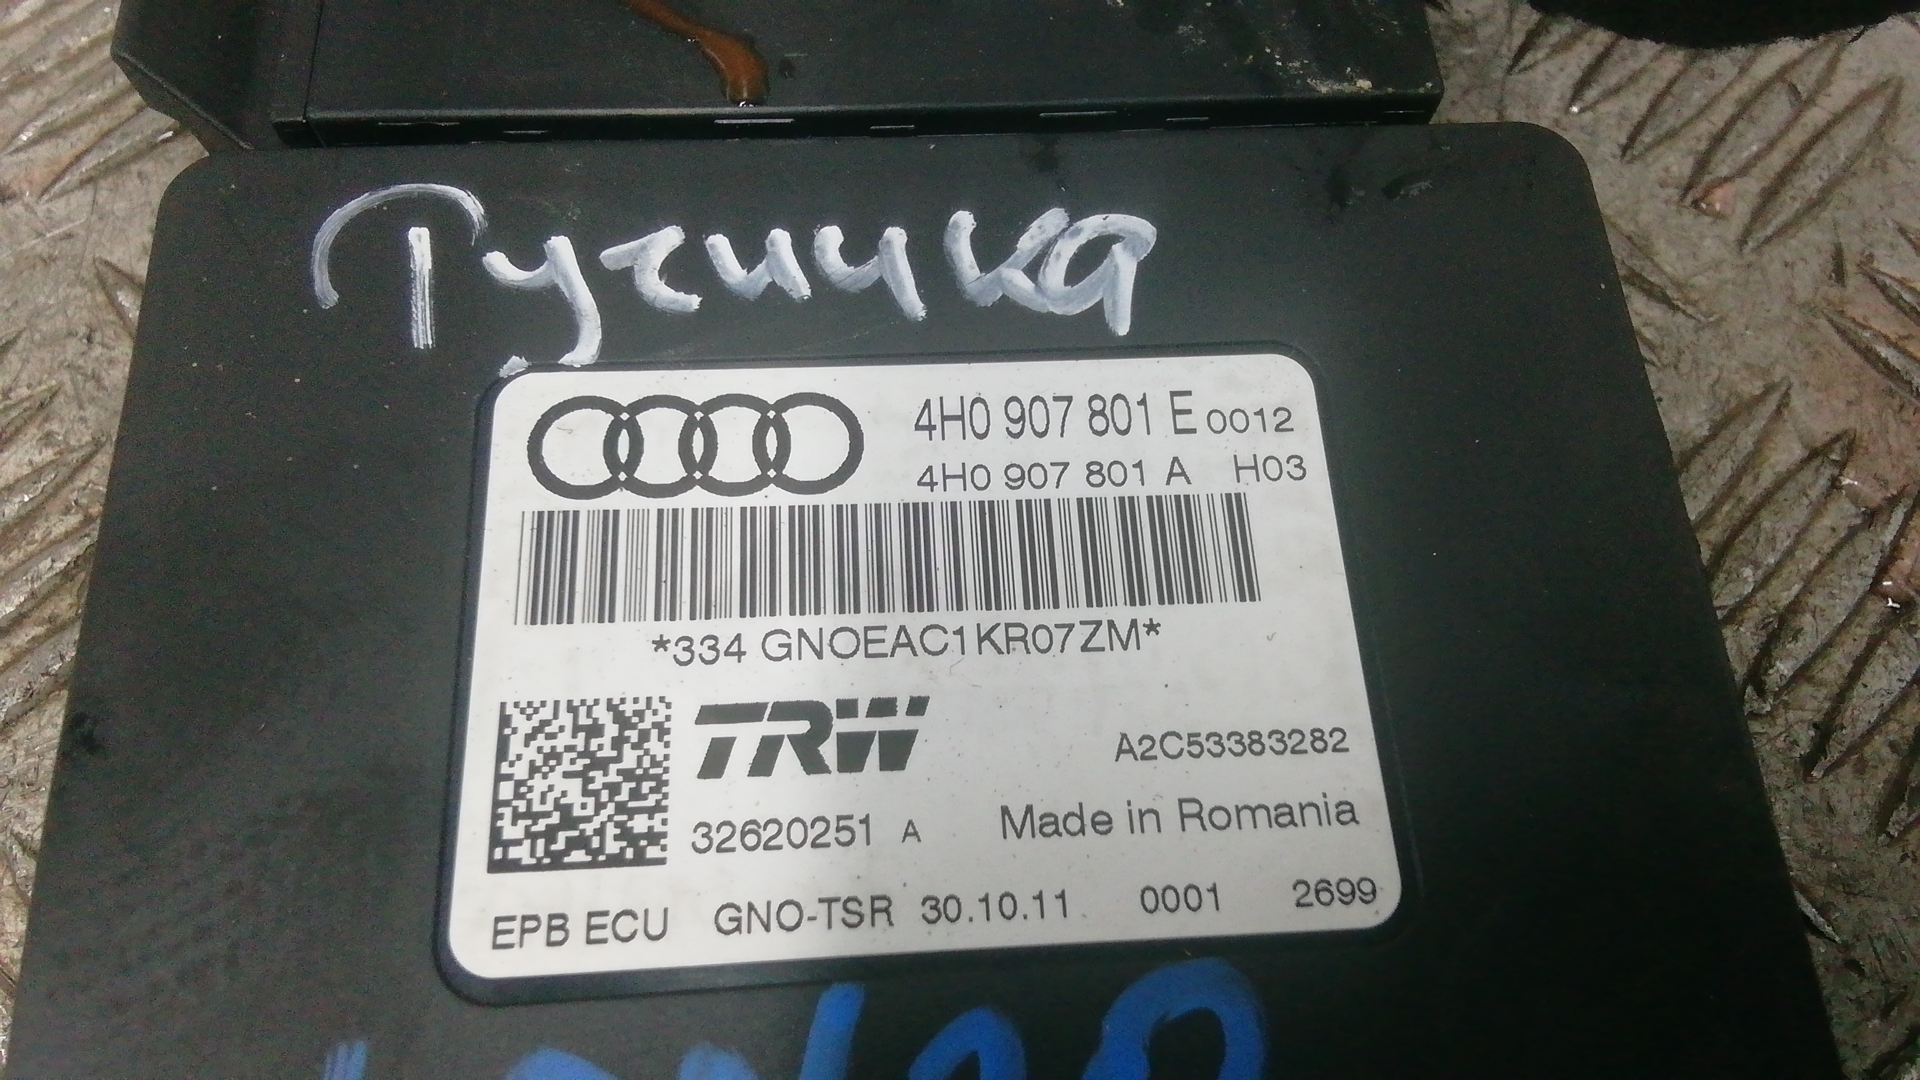 4H0 907 801 E 0012
4H0 907 801 A H03
*334 GNOEAC1KR07ZM*
TRW
A2C53383282
32620251 A Made in Romania
EPB ECU GNO-TSR 30.10.11 0001 2699